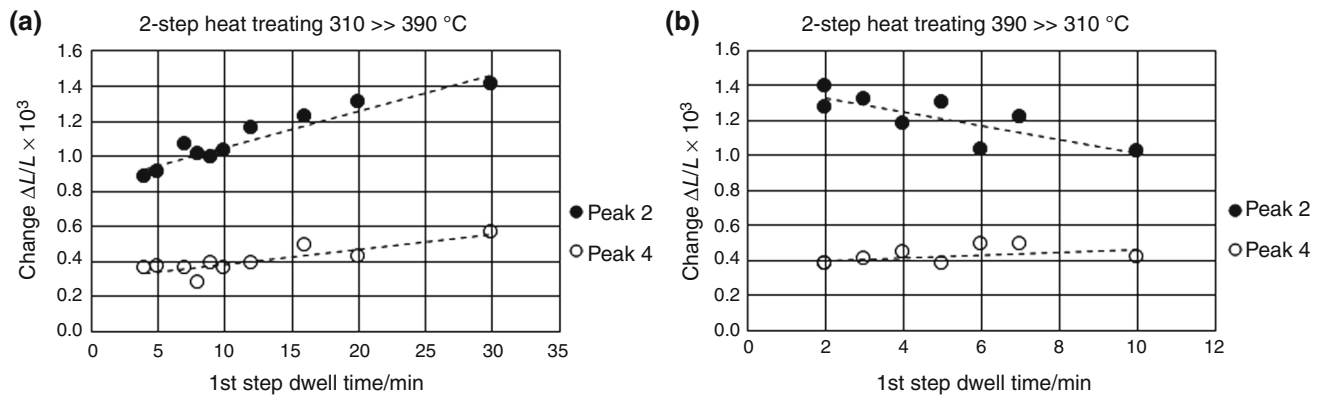 (a)
2-step heat treating 310 >> 390 °C
Change ΔL/L × 10³
1.6
1.4
1.2
1.0
0.8
0.6
0.4
0.2
0.0
0 5 10 15 20 25 30 35
1st step dwell time/min
Peak 2
Peak 4
(b)
2-step heat treating 390 >> 310 °C
Change ΔL/L × 10³
1.6
1.4
1.2
1.0
0.8
0.6
0.4
0.2
0.0
0 2 4 6 8 10 12
1st step dwell time/min
Peak 2
Peak 4